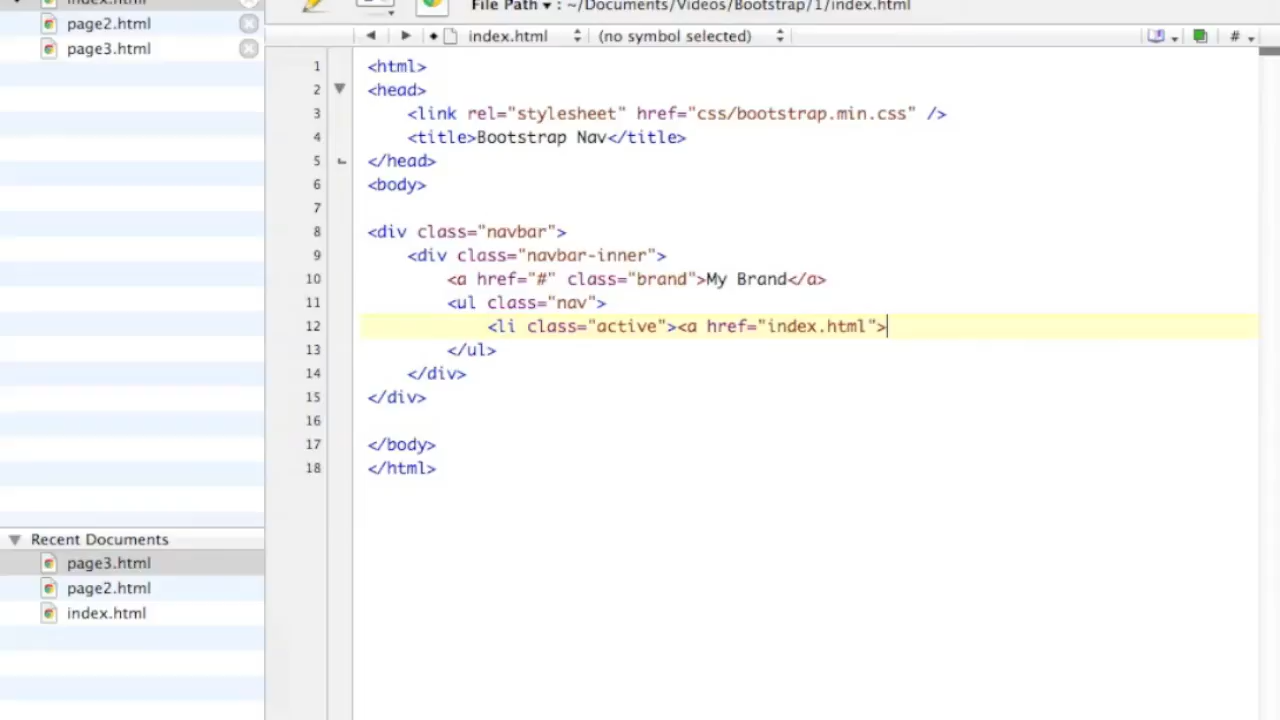 index.html
page2.html
page3.html
File Path ▾ : ~/Documents/Videos/Bootstrap/1/index.html
index.html (no symbol selected) #
1 <html>
2 <head>
3 <link rel="stylesheet" href="css/bootstrap.min.css" />
4 <title>Bootstrap Nav</title>
5 </head>
6 <body>
7
8 <div class="navbar">
9 <div class="navbar-inner">
10 <a href="#" class="brand">My Brand</a>
11 <ul class="nav">
12 <li class="active"><a href="index.html">
13 </ul>
14 </div>
15 </div>
16
17 </body>
18 </html>
Recent Documents
page3.html
page2.html
index.html